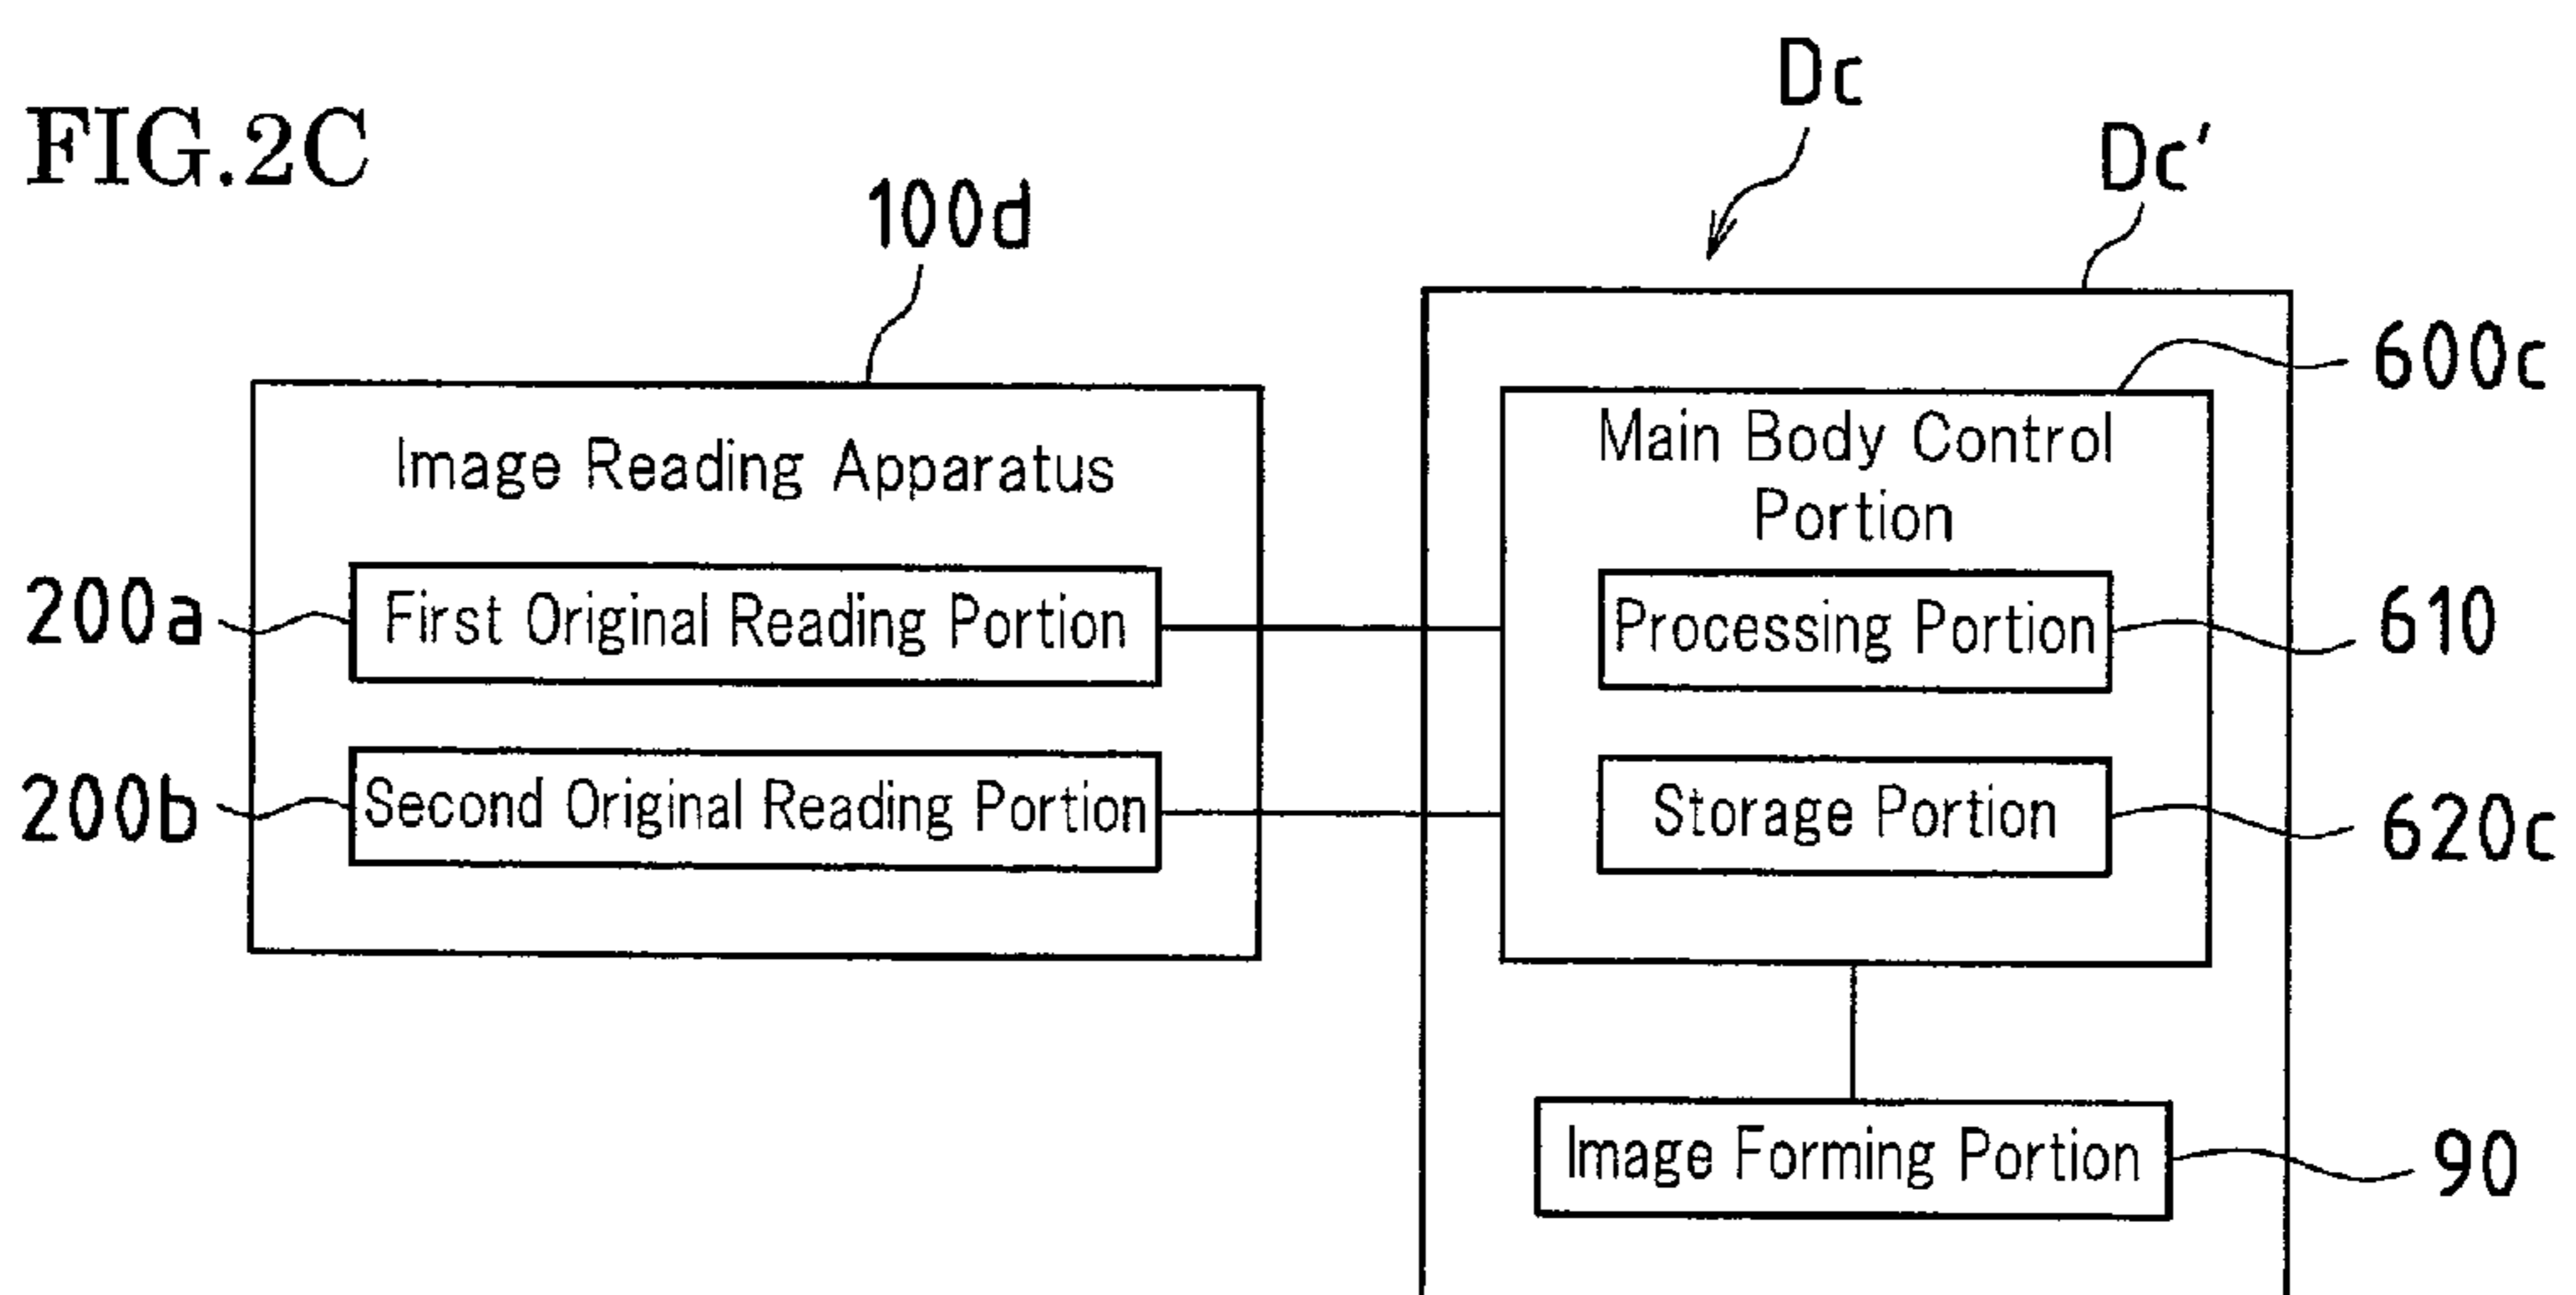 FIG.2C
Dc
Dc'
100d
600c
Image Reading Apparatus
Main Body Control
Portion
200a
First Original Reading Portion
Processing Portion
610
200b
Second Original Reading Portion
Storage Portion
620c
Image Forming Portion
90